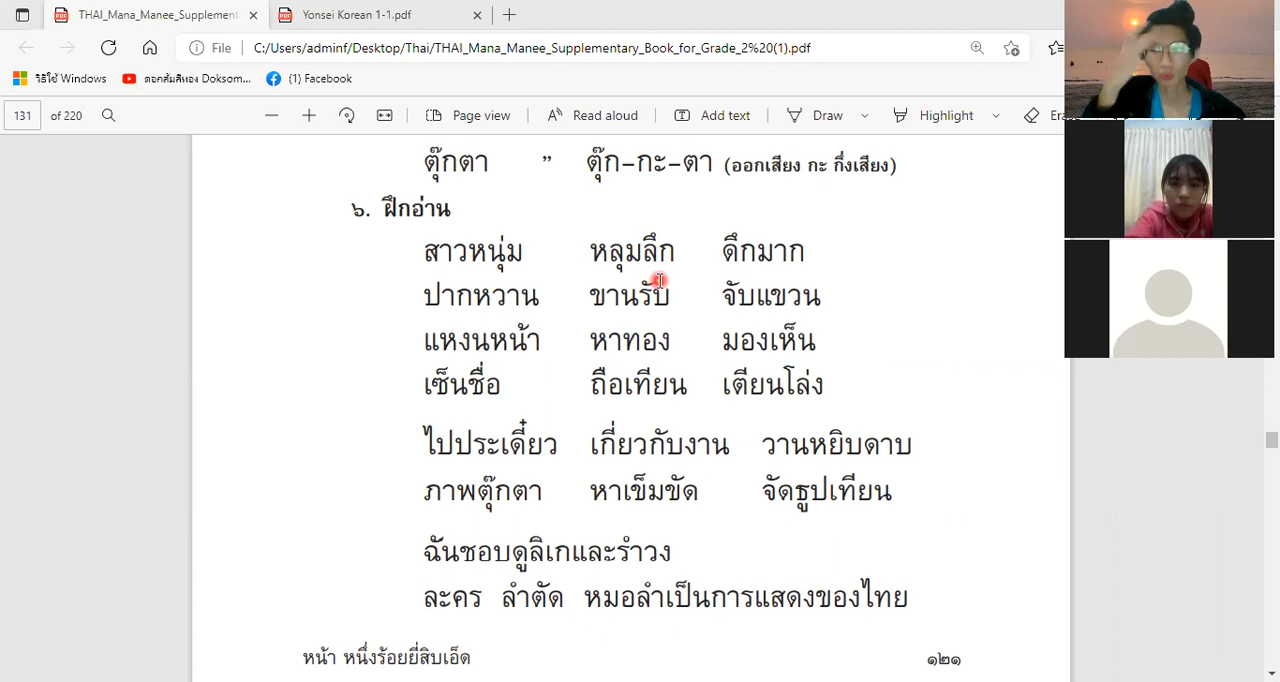 THAI_Mana_Manee_Supplement
Yonsei Korean 1-1.pdf
File
C:/Users/adminf/Desktop/Thai/THAI_Mana_Manee_Supplementary_Book_for_Grade_2%20(1).pdf
วิธีใช้ Windows
ดอกส้มสีทอง Doksom...
(1) Facebook
131 of 220
Page view
Read aloud
Add text
Draw
Highlight
ตุ๊กตา ” ตุ๊ก-กะ-ตา (ออกเสียง กะ กึ่งเสียง)
๖. ฝึกอ่าน
สาวหนุ่ม หลุมลึก ดึกมาก
ปากหวาน ขานรับ จับแขวน
แหงนหน้า หาทอง มองเห็น
เซ็นชื่อ ถือเทียน เตียนโล่ง
ไปประเดี๋ยว เกี่ยวกับงาน วานหยิบดาบ
ภาพตุ๊กตา หาเข็มขัด จัดธูปเทียน
ฉันชอบดูลิเกและรำวง
ละคร ลำตัด หมอลำเป็นการแสดงของไทย
หน้า หนึ่งร้อยยี่สิบเอ็ด ๑๒๑